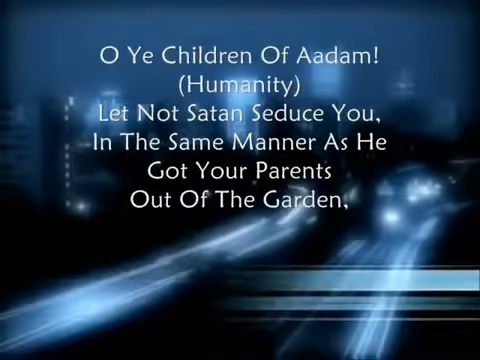 O Ye Children Of Aadam!
(Humanity)
Let Not Satan Seduce You,
In The Same Manner As He
Got Your Parents
Out Of The Garden,